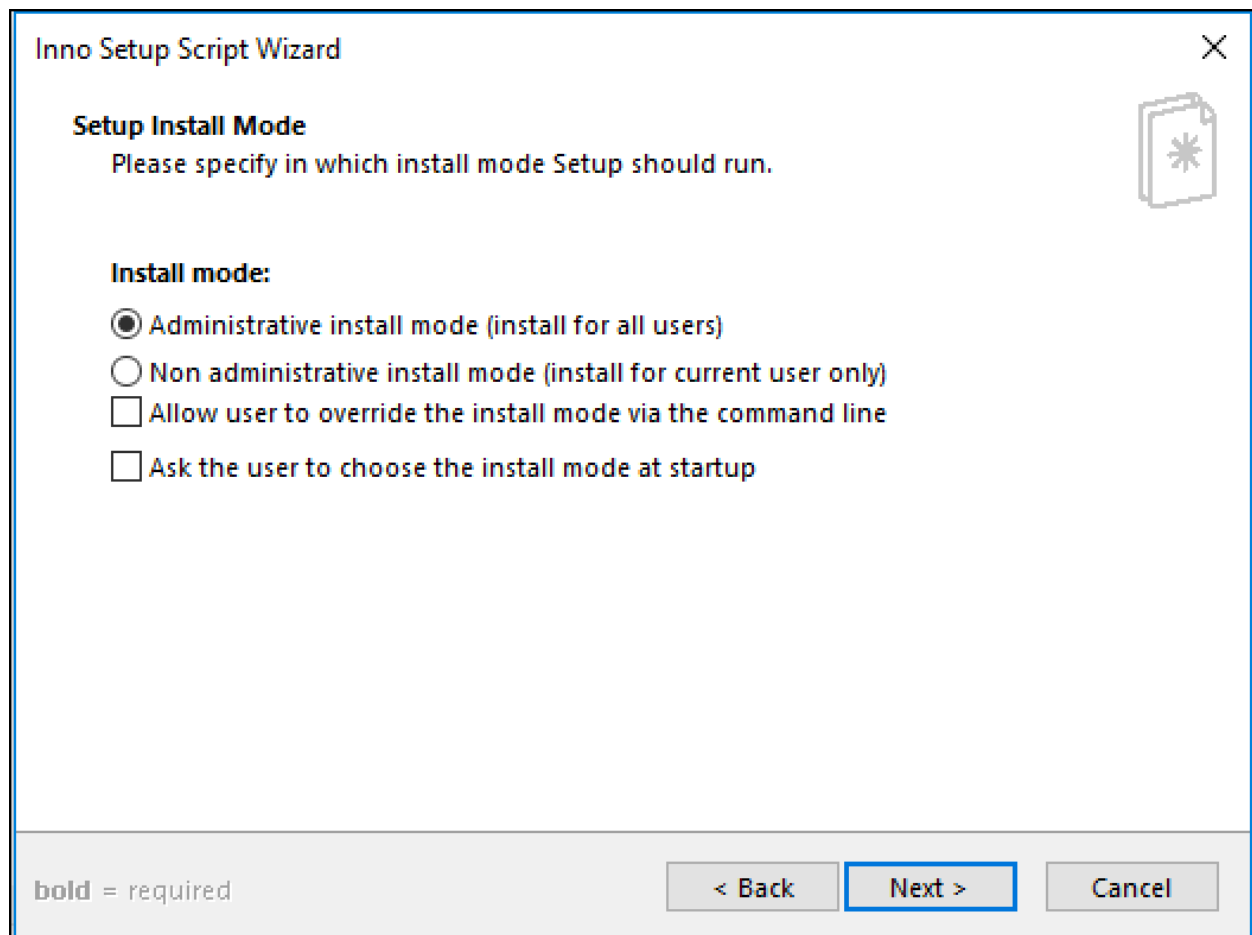 Inno Setup Script Wizard
Setup Install Mode
Please specify in which install mode Setup should run.
Install mode:
Administrative install mode (install for all users)
Non administrative install mode (install for current user only)
Allow user to override the install mode via the command line
Ask the user to choose the install mode at startup
bold = required
< Back
Next >
Cancel